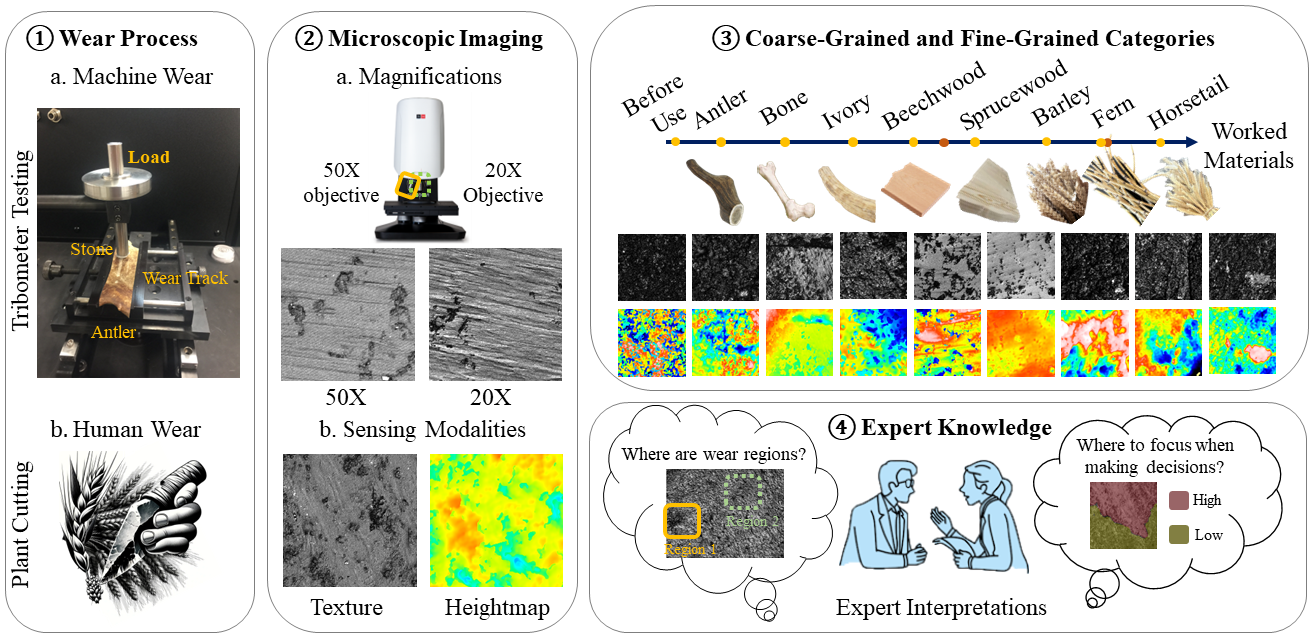 ① Wear Process
a. Machine Wear
Tribometer Testing
Load
Stone
Wear Track
Antler
b. Human Wear
Plant Cutting
② Microscopic Imaging
a. Magnifications
50X
objective
20X
Objective
50X
20X
b. Sensing Modalities
Texture
Heightmap
③ Coarse-Grained and Fine-Grained Categories
Before
Use
Antler
Bone
Ivory
Beechwood
Sprucewood
Barley
Fern
Horsetail
Worked
Materials
④ Expert Knowledge
Where are wear regions?
Region 2
Region 1
Where to focus when
making decisions?
High
Low
Expert Interpretations